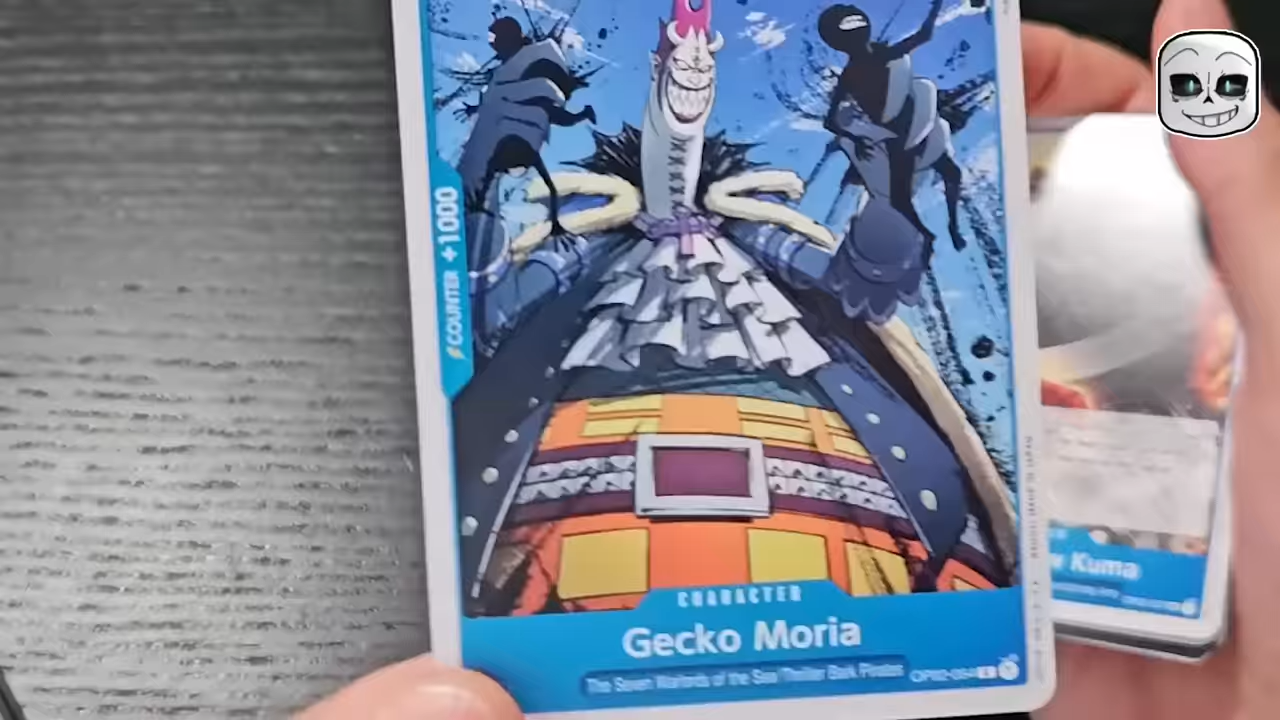 COUNTER +1000
CHARACTER
Gecko Moria
The Seven Warlords of the Sea/Thriller Bark Pirates
Kuma